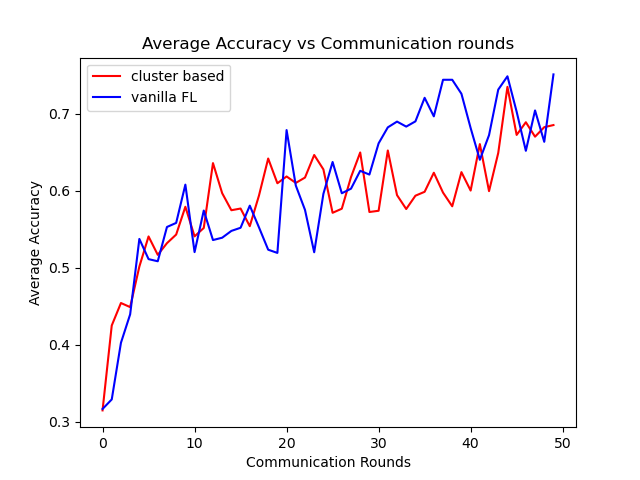 Average Accuracy vs Communication rounds
cluster based
vanilla FL
0.7
0.6
0.5
0.4
0.3
Average Accuracy
0 10 20 30 40 50
Communication Rounds